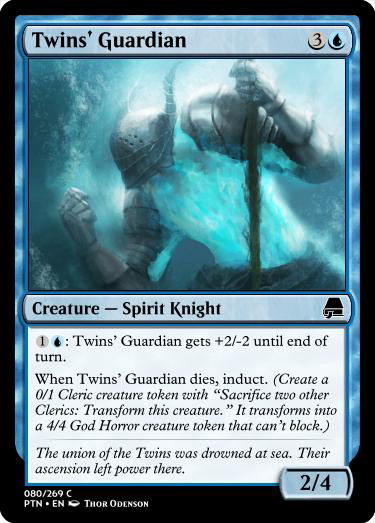 Twins' Guardian 3
Creature — Spirit Knight
1: Twins' Guardian gets +2/-2 until end of
turn.
When Twins' Guardian dies, induct. (Create a
0/1 Cleric creature token with “Sacrifice two other
Clerics: Transform this creature.” It transforms into
a 4/4 God Horror creature token that can't block.)
The union of the Twins was drowned at sea. Their
ascension left power there.
2/4
080/269 C
PTN • EN Thor Odenson